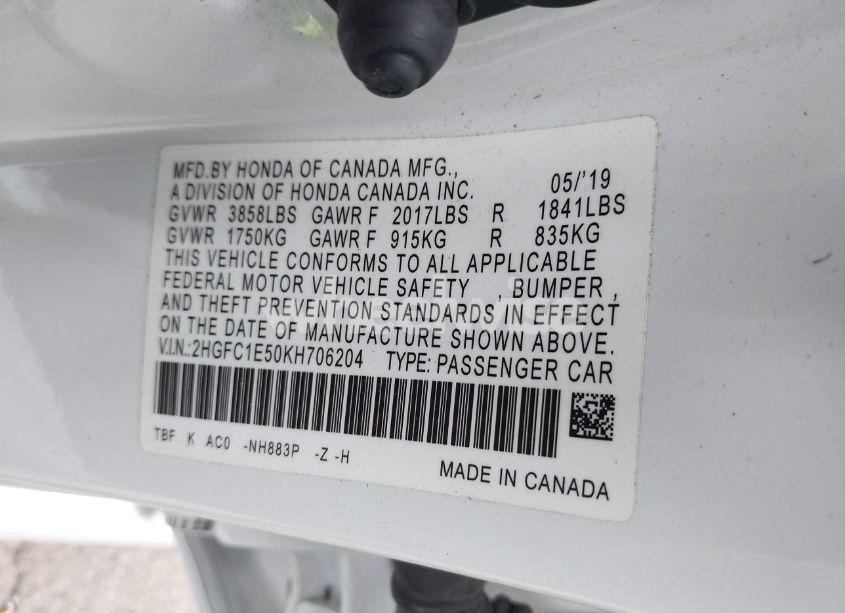 MFD.BY HONDA OF CANADA MFG.,
A DIVISION OF HONDA CANADA INC. 05/'19
GVWR 3858LBS GAWR F 2017LBS R 1841LBS
GVWR 1750KG GAWR F 915KG R 835KG
THIS VEHICLE CONFORMS TO ALL APPLICABLE
FEDERAL MOTOR VEHICLE SAFETY , BUMPER ,
AND THEFT PREVENTION STANDARDS IN EFFECT
ON THE DATE OF MANUFACTURE SHOWN ABOVE.
V.I.N.:2HGFC1E50KH706204 TYPE:PASSENGER CAR
TBF K AC0 -NH883P -Z -H
MADE IN CANADA